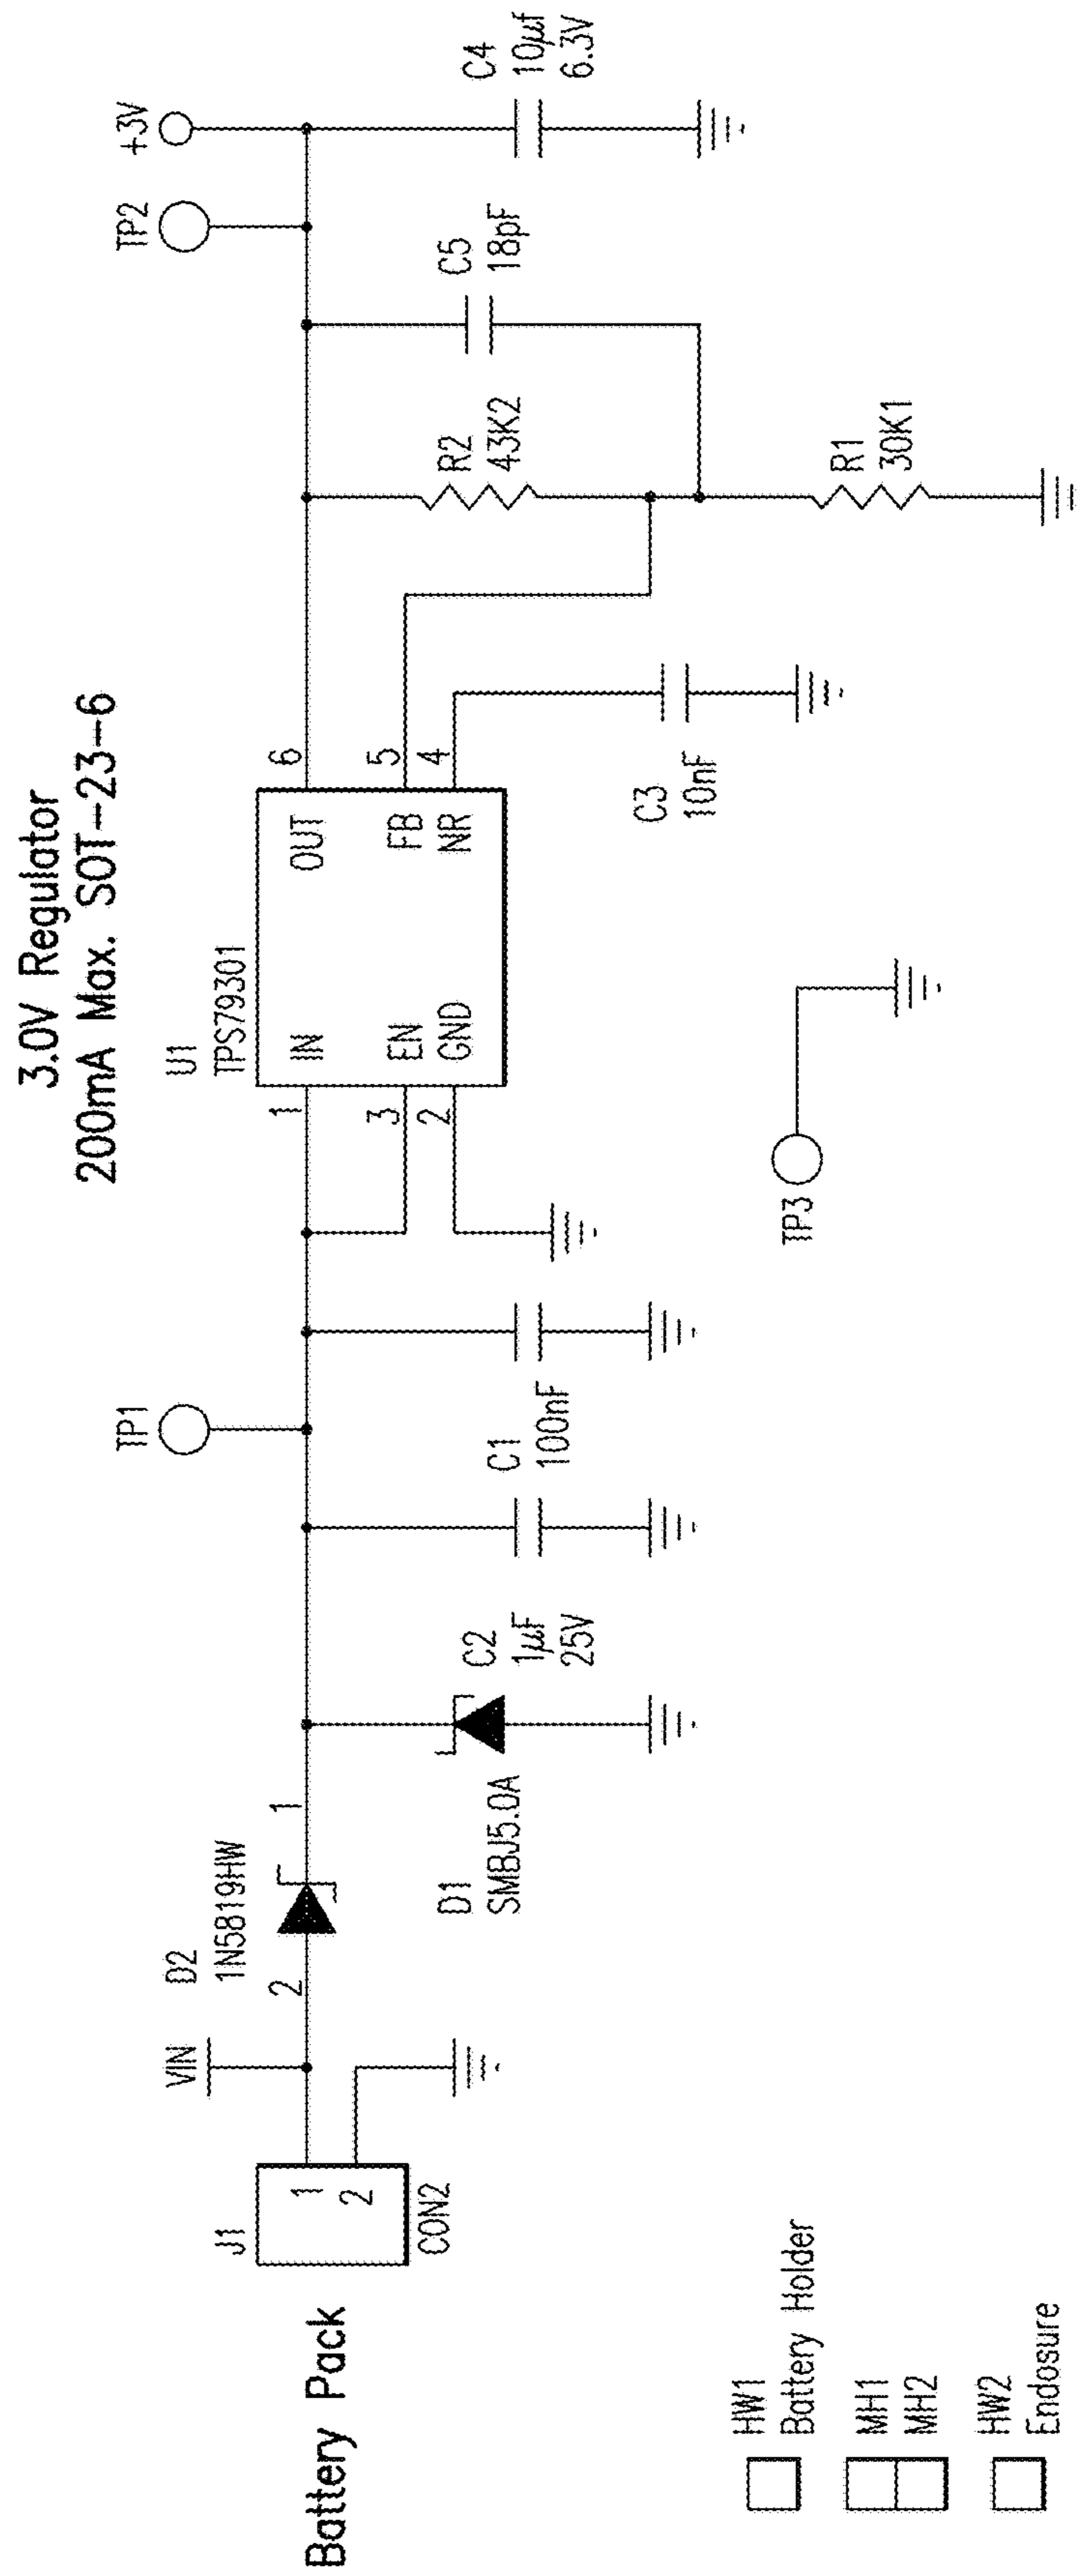 3.0V Regulator
200mA Max. SOT-23-6
Battery Pack
J1
1
2
CON2
VIN
D2
1N5819HW
2
1
D1
SMBJ5.0A
C2
1µF
25V
TP1
C1
100nF
U1
TPS79301
1
3
2
IN
EN
GND
OUT
FB
NR
6
5
4
C3
10nF
R2
43K2
R1
30K1
C5
18pF
TP2
+3V
C4
10µf
6.3V
TP3
HW1
Battery Holder
MH1
MH2
HW2
Endosure